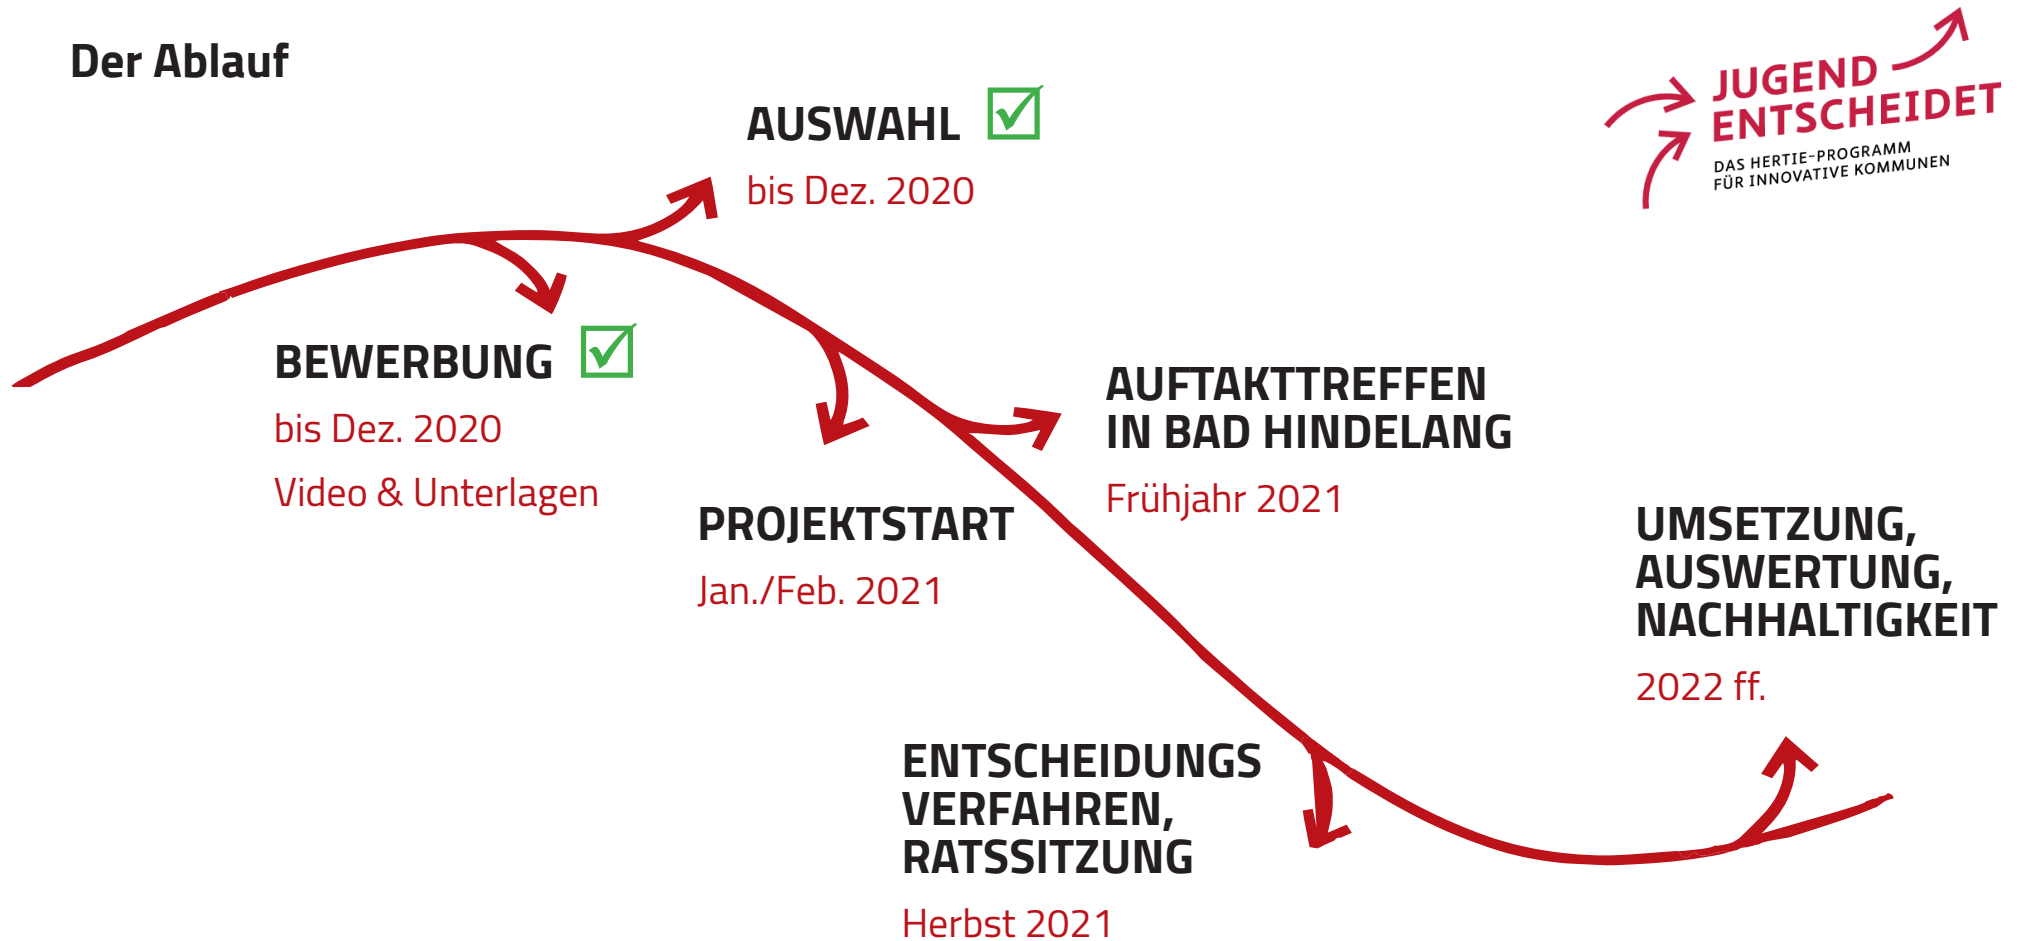 Der Ablauf
JUGEND
ENTSCHEIDET
DAS HERTIE-PROGRAMM
FÜR INNOVATIVE KOMMUNEN
AUSWAHL
bis Dez. 2020
BEWERBUNG
bis Dez. 2020
Video & Unterlagen
PROJEKTSTART
Jan./Feb. 2021
AUFTAKTTREFFEN
IN BAD HINDELANG
Frühjahr 2021
ENTSCHEIDUNGS
VERFAHREN,
RATSSITZUNG
Herbst 2021
UMSETZUNG,
AUSWERTUNG,
NACHHALTIGKEIT
2022 ff.